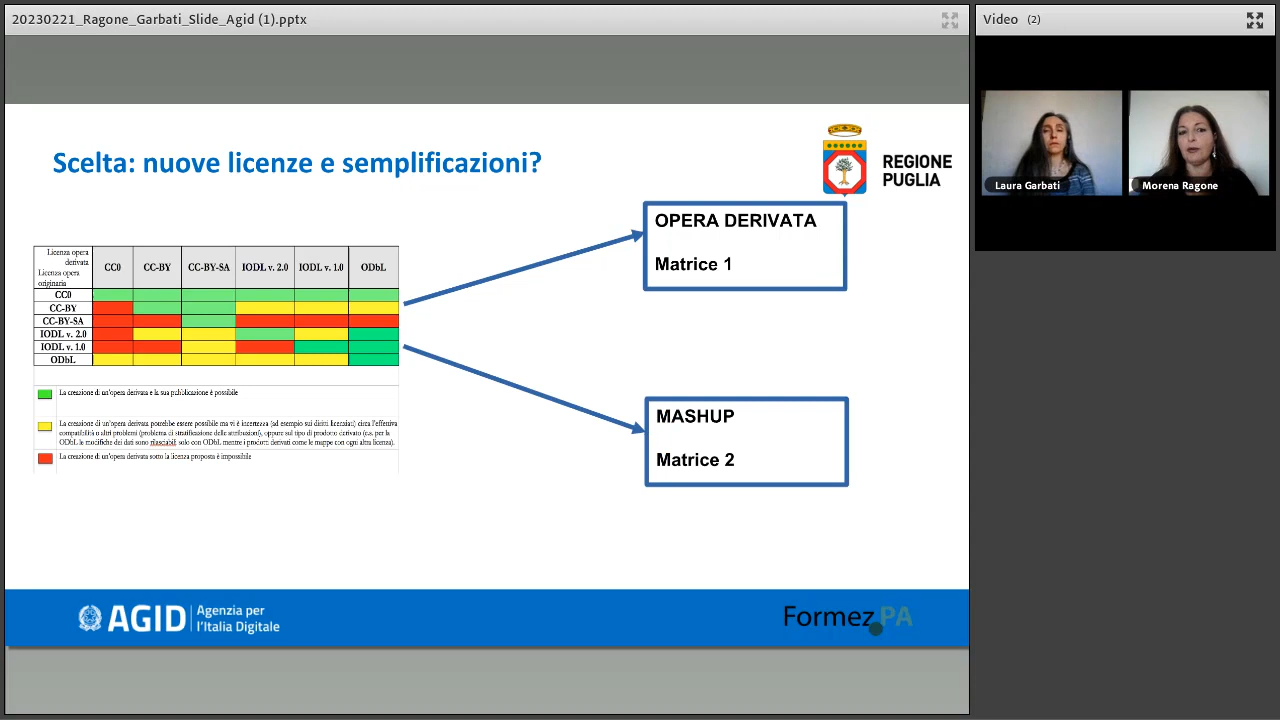 20230221_Ragone_Garbati_Slide_Agid (1).pptx
Video (2)
Laura Garbati
Morena Ragone
Scelta: nuove licenze e semplificazioni?
REGIONE
PUGLIA
Licenza opera
derivata
Licenza opera
originaria
CC0 CC-BY CC-BY-SA IODL v. 2.0 IODL v. 1.0 ODbL
CC0
CC-BY
CC-BY-SA
IODL v. 2.0
IODL v. 1.0
ODbL
La creazione di un'opera derivata e la sua pubblicazione è possibile
La creazione di un'opera derivata potrebbe essere possibile ma vi è incertezza (ad esempio sui diritti licenziati) circa l'effettiva
compatibilità o altri problemi (problema di stratificazione delle attribuzioni), oppure sul tipo di prodotto derivato (e.s. per la
ODbL le modifiche dei dati sono rilasciabili solo con ODbL mentre i prodotti derivati come le mappe con ogni altra licenza).
La creazione di un'opera derivata sotto la licenza proposta è impossibile
OPERA DERIVATA
Matrice 1
MASHUP
Matrice 2
AGID
Agenzia per
l'Italia Digitale
Formez PA